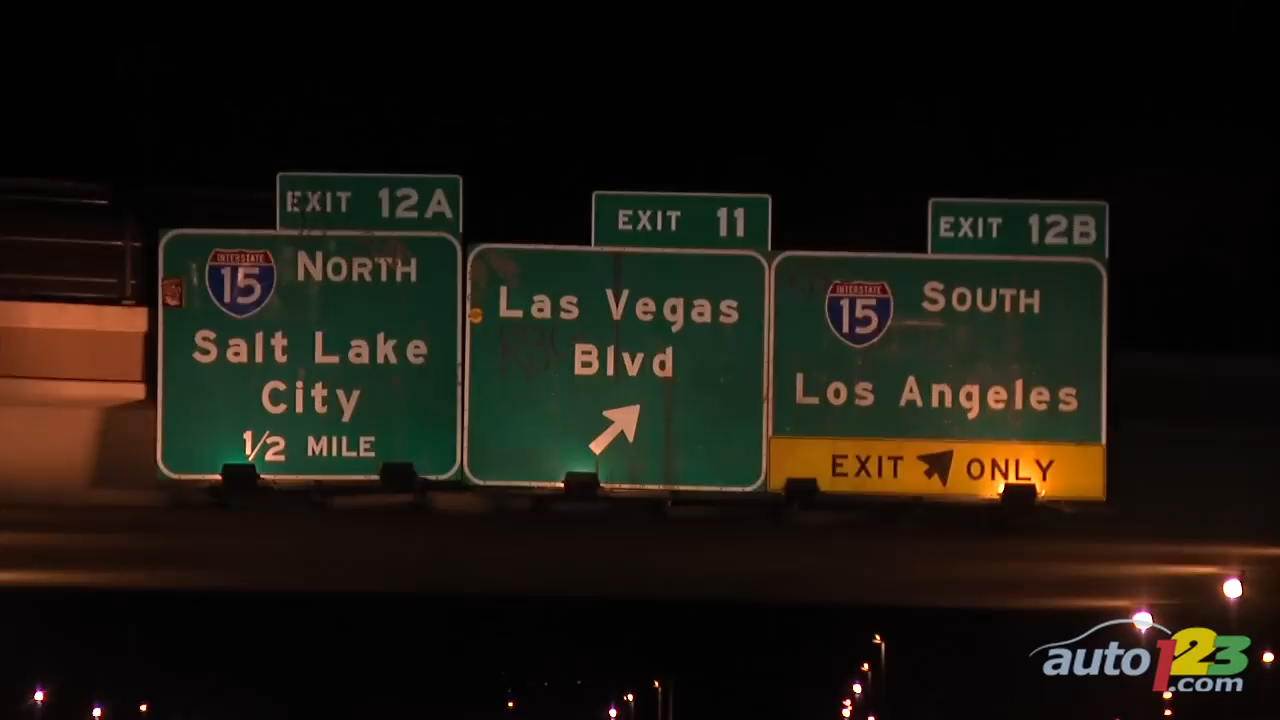 EXIT 12A
INTERSTATE
15
NORTH
Salt Lake
City
1/2 MILE
EXIT 11
Las Vegas
Blvd
EXIT 12B
INTERSTATE
15
SOUTH
Los Angeles
EXIT ONLY
auto123
.com